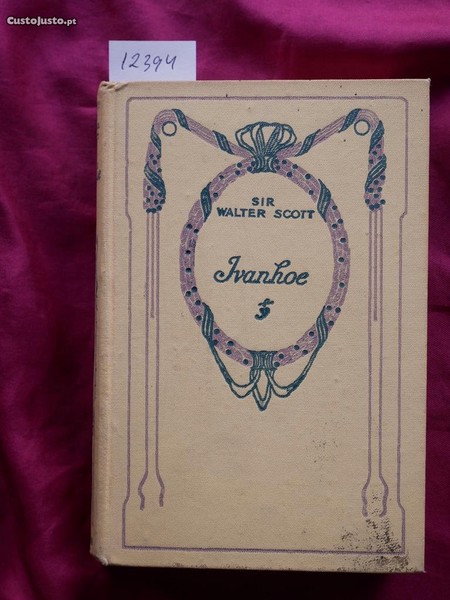 CustoJusto.pt
12394
SIR
WALTER SCOTT
Ivanhoe